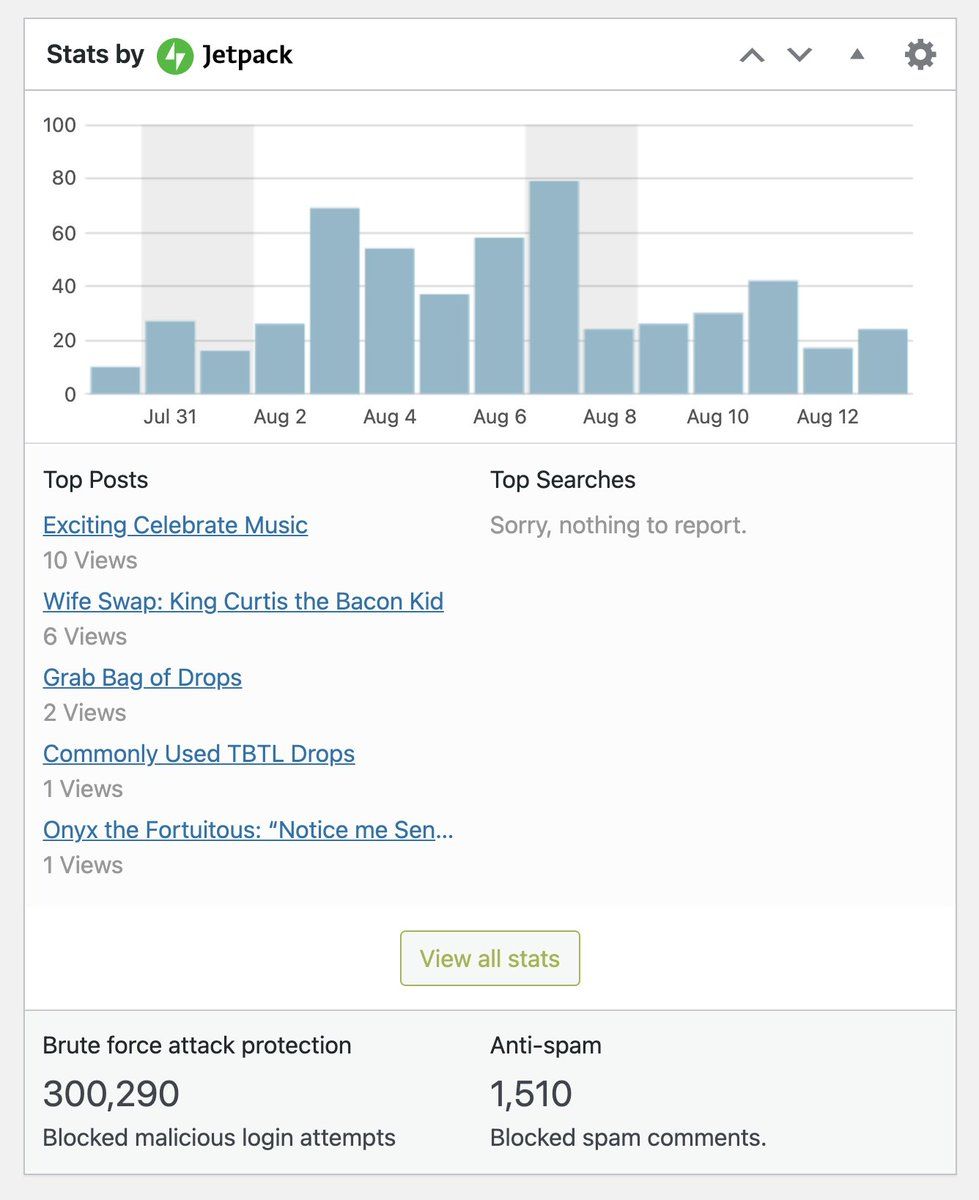 Stats by Jetpack
100
80
60
40
20
0
Jul 31 Aug 2 Aug 4 Aug 6 Aug 8 Aug 10 Aug 12
Top Posts
Exciting Celebrate Music
10 Views
Wife Swap: King Curtis the Bacon Kid
6 Views
Grab Bag of Drops
2 Views
Commonly Used TBTL Drops
1 Views
Onyx the Fortuitous: “Notice me Sen...
1 Views
Top Searches
Sorry, nothing to report.
View all stats
Brute force attack protection
300,290
Blocked malicious login attempts
Anti-spam
1,510
Blocked spam comments.